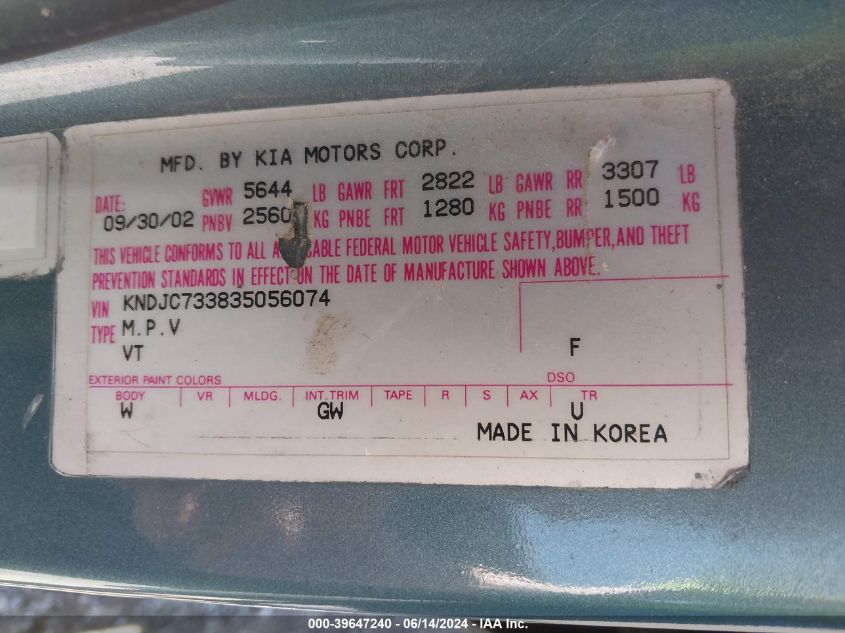 MFD. BY KIA MOTORS CORP.
DATE: GVWR 5644 LB GAWR FRT 2822 LB GAWR RR 3307 LB
09/30/02 PNBV 2560 KG PNBE FRT 1280 KG PNBE RR 1500 KG
THIS VEHICLE CONFORMS TO ALL FEDERAL MOTOR VEHICLE SAFETY,BUMPER,AND THEFT
PREVENTION STANDARDS IN EFFECT ON THE DATE OF MANUFACTURE SHOWN ABOVE.
VIN KNDJC733835056074
TYPE M.P.V
VT F
EXTERIOR PAINT COLORS DSO
BODY VR MLDG. INT.TRIM TAPE R S AX TR
W GW U
MADE IN KOREA
000-39647240 - 06/14/2024 - IAA Inc.